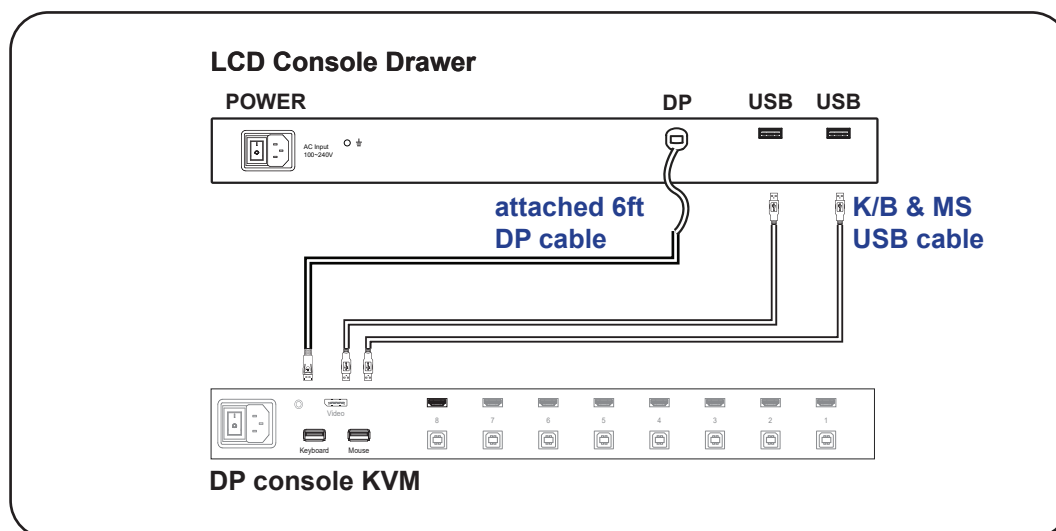 LCD Console Drawer
POWER DP USB USB
AC Input
100~240V
attached 6ft
DP cable
K/B & MS
USB cable
Video
8 7 6 5 4 3 2 1
Keyboard Mouse
DP console KVM